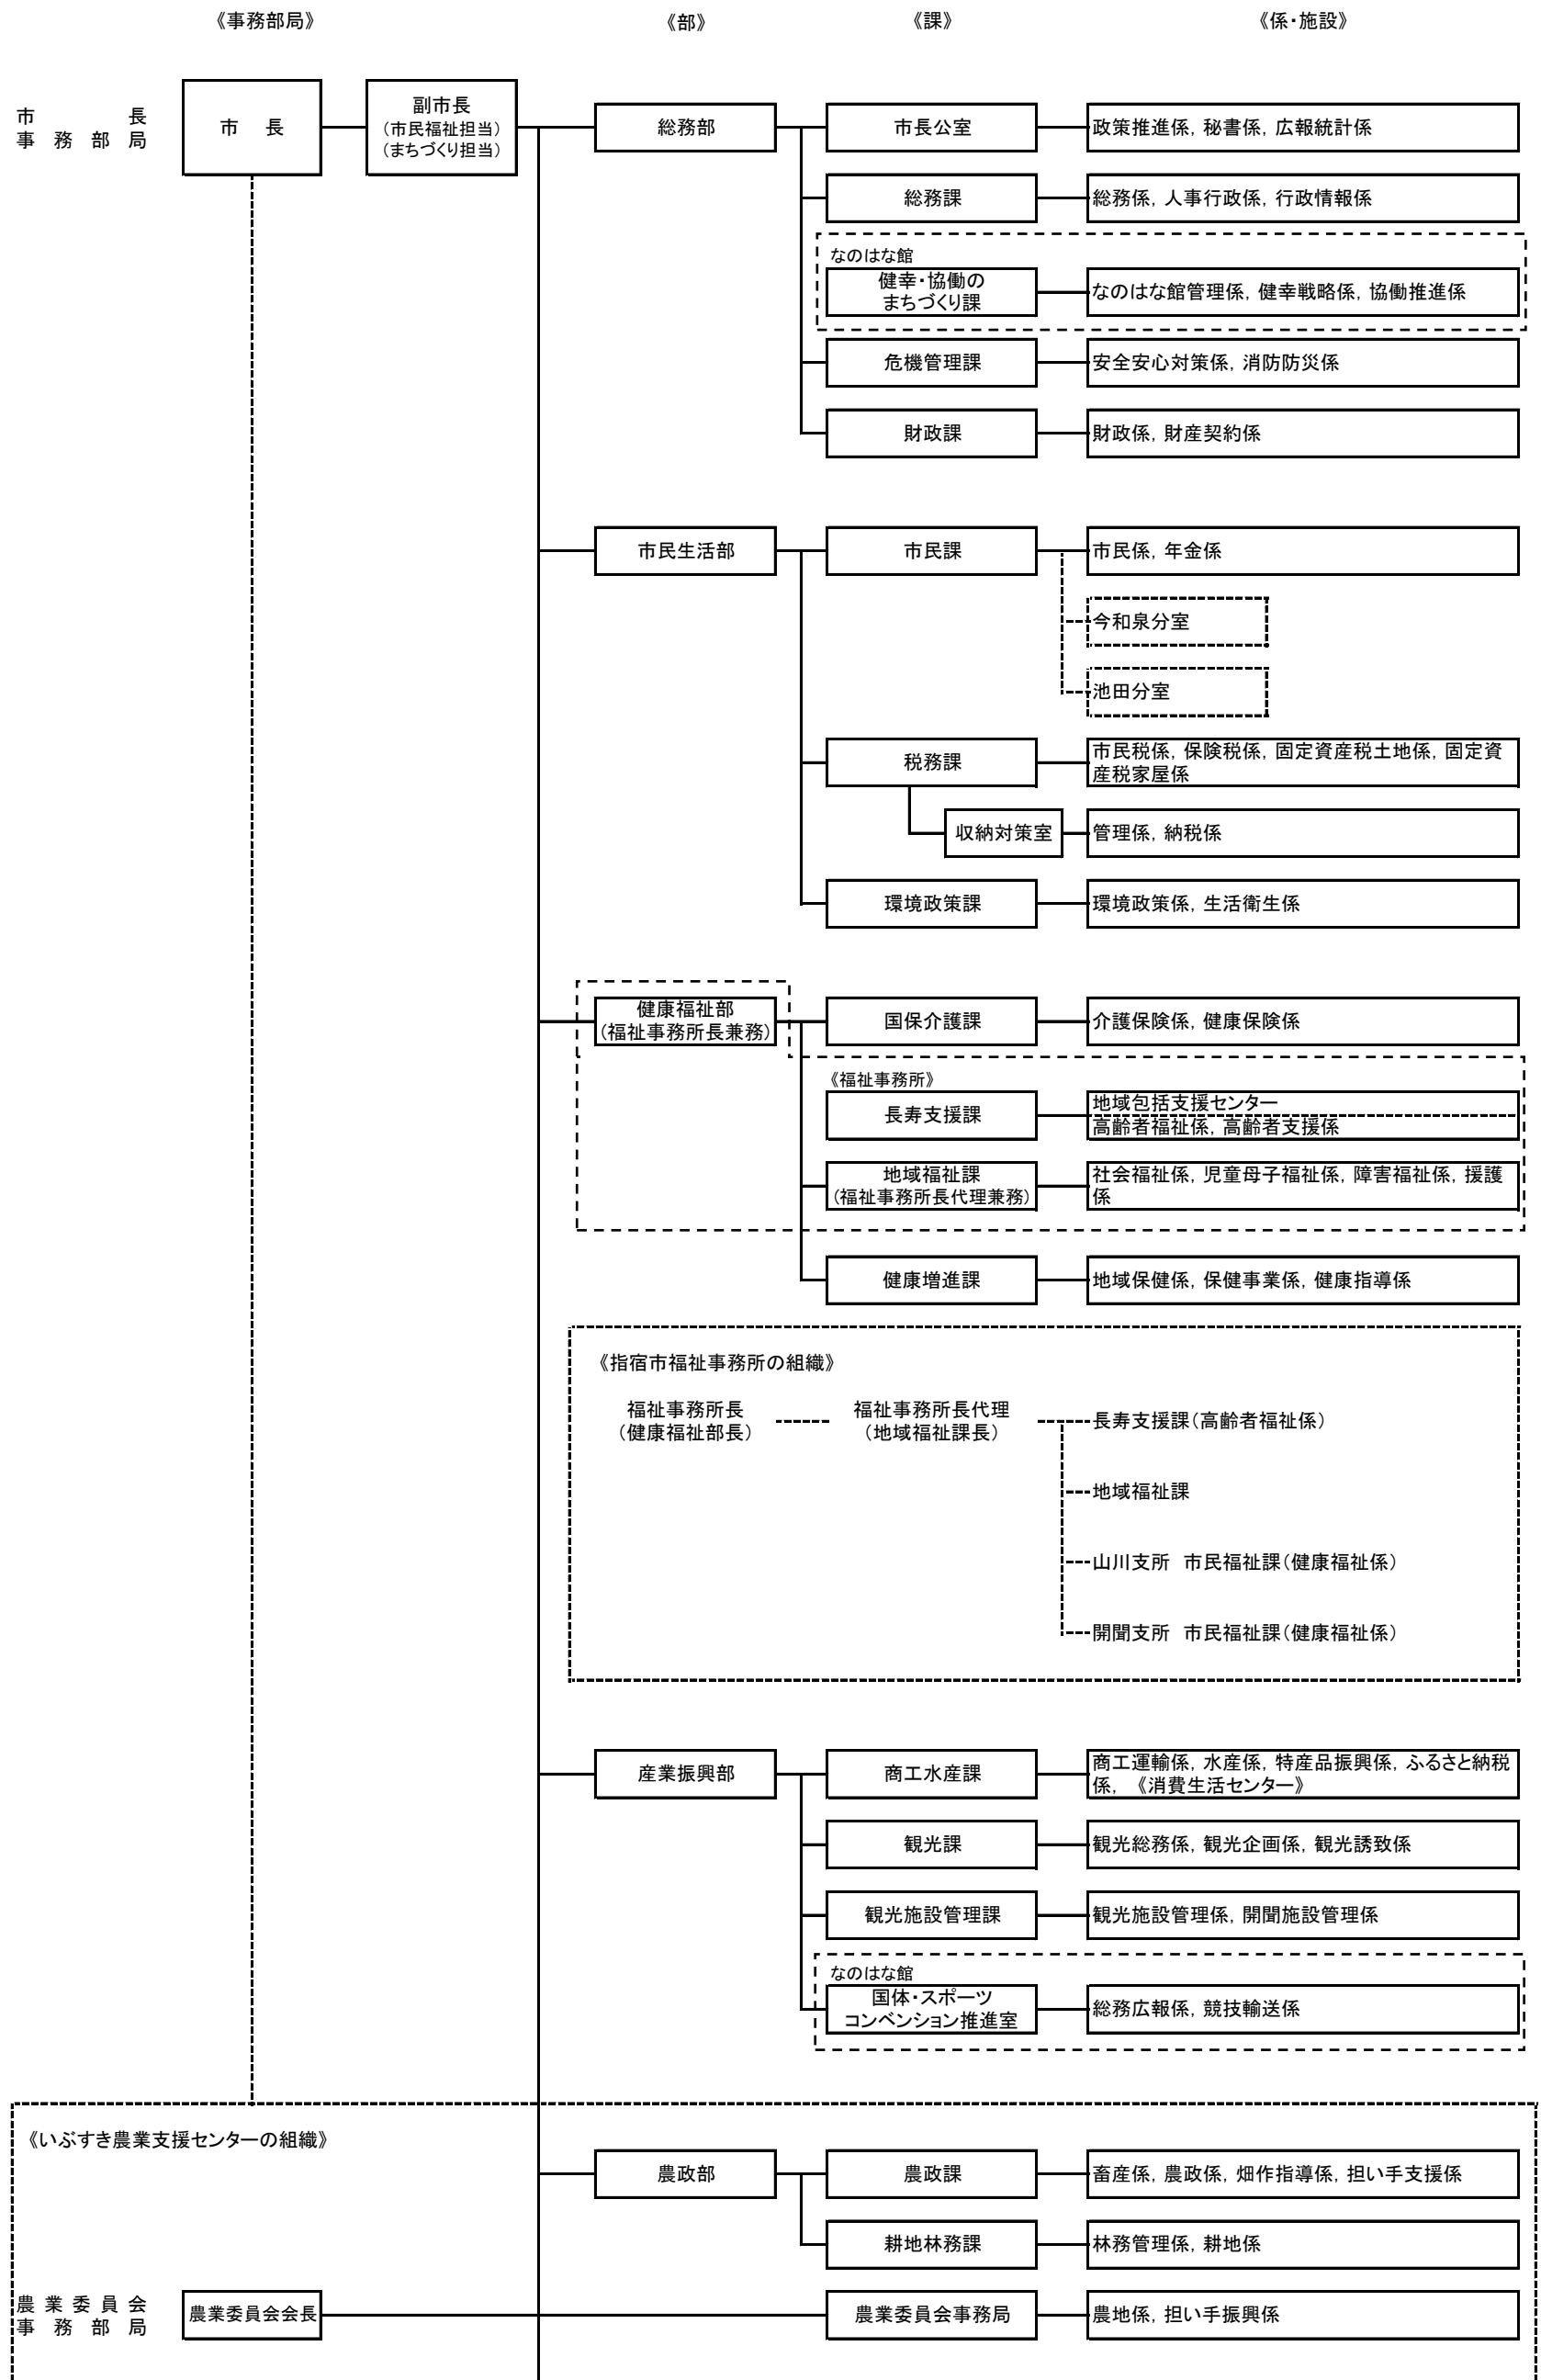 《事務部局》 《部》 《課》 《係・施設》
市長
事務部局
市　長
副市長
(市民福祉担当)
(まちづくり担当)
総務部
市長公室
政策推進係, 秘書係, 広報統計係
総務課
総務係, 人事行政係, 行政情報係
なのはな館
健幸・協働の
まちづくり課
なのはな館管理係, 健幸戦略係, 協働推進係
危機管理課
安全安心対策係, 消防防災係
財政課
財政係, 財産契約係
市民生活部
市民課
市民係, 年金係
今和泉分室
池田分室
税務課
市民税係, 保険税係, 固定資産税土地係, 固定資
産税家屋係
収納対策室
管理係, 納税係
環境政策課
環境政策係, 生活衛生係
健康福祉部
(福祉事務所長兼務)
国保介護課
介護保険係, 健康保険係
《福祉事務所》
長寿支援課
地域包括支援センター
高齢者福祉係, 高齢者支援係
地域福祉課
(福祉事務所長代理兼務)
社会福祉係, 児童母子福祉係, 障害福祉係, 援護
係
健康増進課
地域保健係, 保健事業係, 健康指導係
《指宿市福祉事務所の組織》
福祉事務所長
(健康福祉部長)
福祉事務所長代理
(地域福祉課長)
長寿支援課(高齢者福祉係)
地域福祉課
山川支所　市民福祉課(健康福祉係)
開聞支所　市民福祉課(健康福祉係)
産業振興部
商工水産課
商工運輸係, 水産係, 特産品振興係, ふるさと納税
係, 《消費生活センター》
観光課
観光総務係, 観光企画係, 観光誘致係
観光施設管理課
観光施設管理係, 開聞施設管理係
なのはな館
国体・スポーツ
コンベンション推進室
総務広報係, 競技輸送係
《いぶすき農業支援センターの組織》
農政部
農政課
畜産係, 農政係, 畑作指導係, 担い手支援係
耕地林務課
林務管理係, 耕地係
農業委員会
事務部局
農業委員会会長
農業委員会事務局
農地係, 担い手振興係